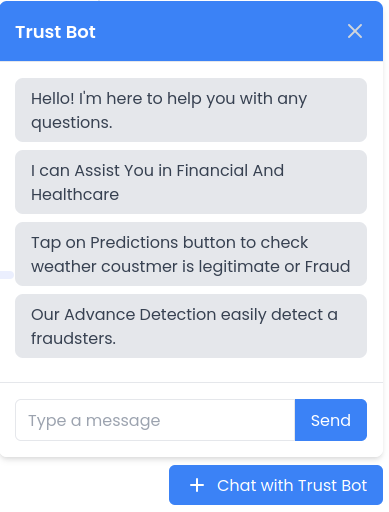 Trust Bot
Hello! I'm here to help you with any
questions.
I can Assist You in Financial And
Healthcare
Tap on Predictions button to check
weather coustmer is legitimate or Fraud
Our Advance Detection easily detect a
fraudsters.
Type a message
Send
Chat with Trust Bot